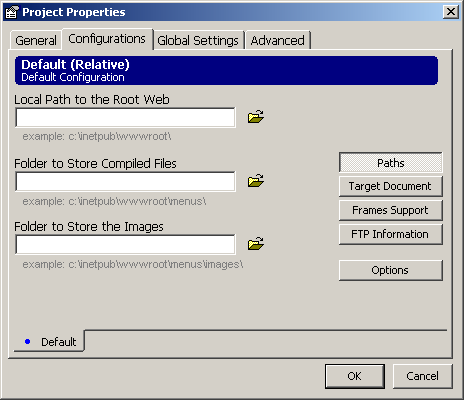 Project Properties
General
Configurations
Global Settings
Advanced
Default (Relative)
Default Configuration
Local Path to the Root Web
example: c:\inetpub\wwwroot\
Folder to Store Compiled Files
example: c:\inetpub\wwwroot\menus\
Folder to Store the Images
example: c:\inetpub\wwwroot\menus\images\
Paths
Target Document
Frames Support
FTP Information
Options
Default
OK
Cancel